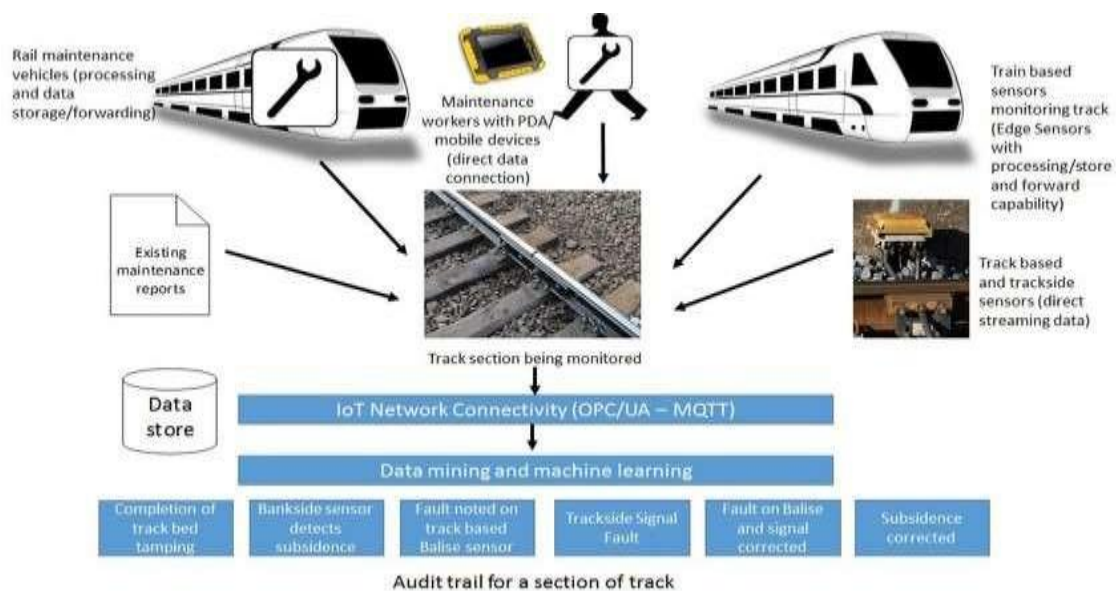 Rail maintenance
vehicles (processing
and data
storage/forwarding)
Maintenance
workers with PDA/
mobile devices
(direct data
connection)
Train based
sensors
monitoring track
(Edge Sensors
with
processing/store
and forward
capability)
Existing
maintenance
reports
Track based
and trackside
sensors (direct
streaming data)
Track section being monitored
Data
store
IoT Network Connectivity (OPC/UA – MQTT)
Data mining and machine learning
Completion of
track bed
tamping
Bankside sensor
detects
subsidence
Fault noted on
track based
Balise sensor
Trackside Signal
Fault
Fault on Balise
and signal
corrected
Subsidence
corrected
Audit trail for a section of track